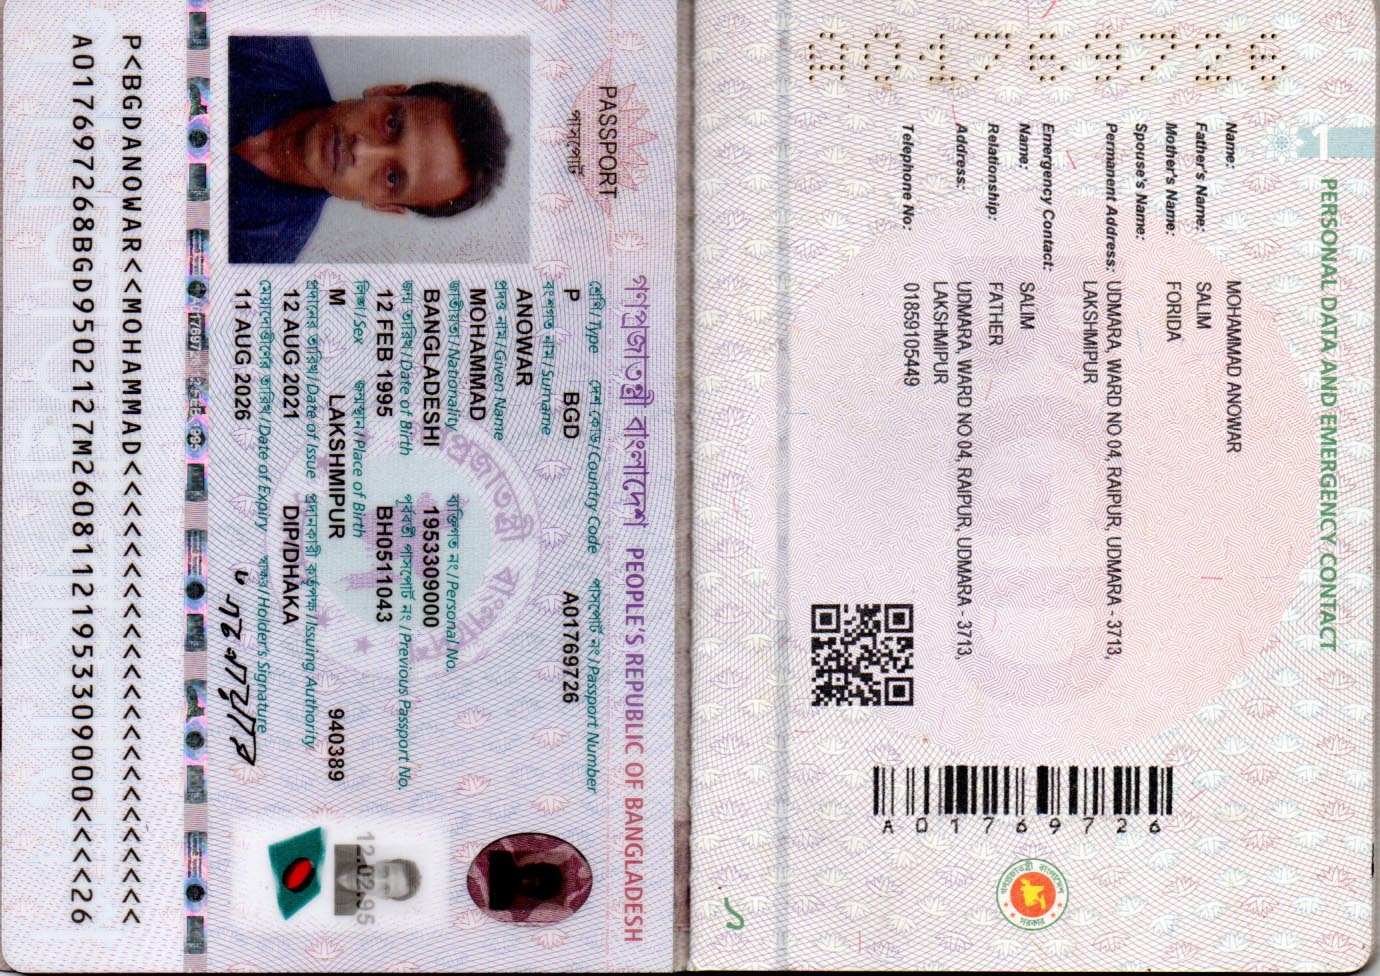 PERSONAL DATA AND EMERGENCY CONTACT
1
Name: MOHAMMAD ANOWAR
Father's Name: SALIM
Mother's Name: FORIDA
Spouse's Name:
Permanent Address: UDMARA, WARD NO 04, RAIPUR, UDMARA - 3713,
LAKSHMIPUR
Emergency Contact:
Name: SALIM
Relationship: FATHER
Address: UDMARA, WARD NO 04, RAIPUR, UDMARA - 3713,
LAKSHMIPUR
Telephone No: 01859105449
A01769726
গণপ্রজাতন্ত্রী বাংলাদেশ PEOPLE'S REPUBLIC OF BANGLADESH
PASSPORT
পাসপোর্ট
শ্রেণি/Type দেশ কোড/Country Code পাসপোর্ট নং/Passport Number
P BGD A01769726
বংশগত নাম/Surname
ANOWAR
প্রদত্ত নাম/Given Name
MOHAMMAD
জাতীয়তা/Nationality ব্যক্তিগত নং/Personal No.
BANGLADESHI 1953309000
জন্ম তারিখ/Date of Birth পূর্ববর্তী পাসপোর্ট নং/Previous Passport No.
12 FEB 1995 BH0511043
লিঙ্গ/Sex জন্মস্থান/Place of Birth
M LAKSHMIPUR 940389
প্রদানের তারিখ/Date of Issue প্রদানকারী কর্তৃপক্ষ/Issuing Authority
12 AUG 2021 DIP/DHAKA
মেয়াদোত্তীর্ণের তারিখ/Date of Expiry স্বাক্ষর/Holder's Signature
11 AUG 2026
12.02.95
P<BGDANOWAR<<MOHAMMAD<<<<<<<<<<<<<<<<<<<<<<<
A017697268BGD9502127M26081121953309000<<<<26